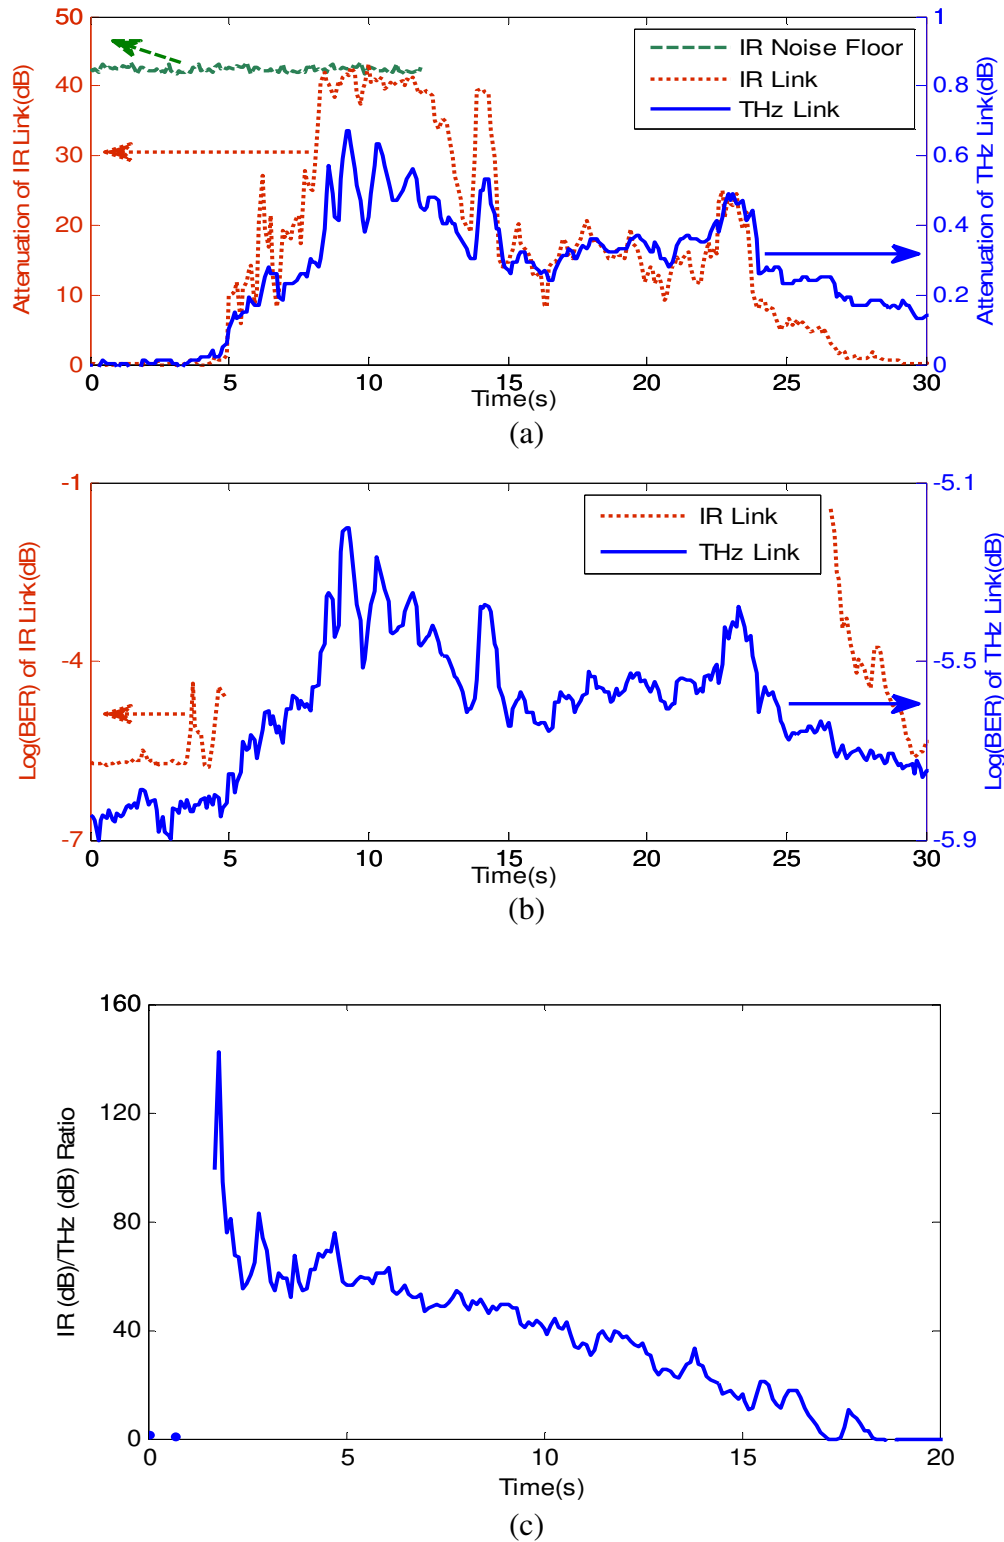 50
40
30
20
10
0
Attenuation of IR Link(dB)
IR Noise Floor
IR Link
THz Link
1
0.8
0.6
0.4
0.2
0
Attenuation of THz Link(dB)
0 5 10 15 20 25 30
Time(s)
(a)
-1
-4
-7
Log(BER) of IR Link(dB)
IR Link
THz Link
-5.1
-5.5
-5.9
Log(BER) of THz Link(dB)
0 5 10 15 20 25 30
Time(s)
(b)
160
120
80
40
0
IR (dB)/THz (dB) Ratio
0 5 10 15 20
Time(s)
(c)